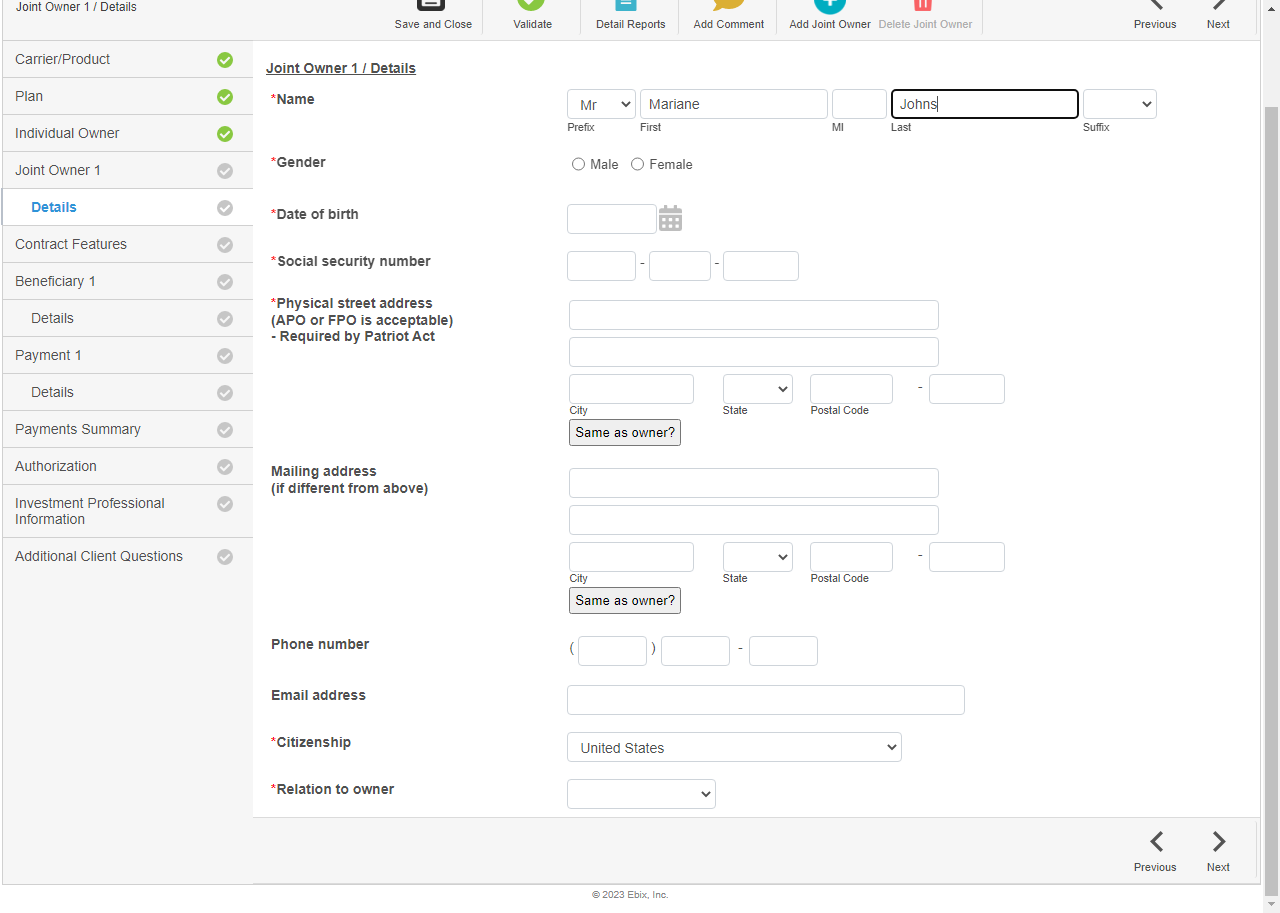 Joint Owner 1 / Details
Save and Close
Validate
Detail Reports
Add Comment
Add Joint Owner
Delete Joint Owner
Previous
Next
Carrier/Product
Plan
Individual Owner
Joint Owner 1
Details
Contract Features
Beneficiary 1
Details
Payment 1
Details
Payments Summary
Authorization
Investment Professional
Information
Additional Client Questions
Joint Owner 1 / Details
*Name
Mr
Mariane
Johns
Prefix
First
MI
Last
Suffix
*Gender
Male
Female
*Date of birth
*Social security number
-
-
*Physical street address
(APO or FPO is acceptable)
- Required by Patriot Act
-
City
State
Postal Code
Same as owner?
Mailing address
(if different from above)
-
City
State
Postal Code
Same as owner?
Phone number
( ) -
Email address
*Citizenship
United States
*Relation to owner
Previous
Next
© 2023 Ebix, Inc.